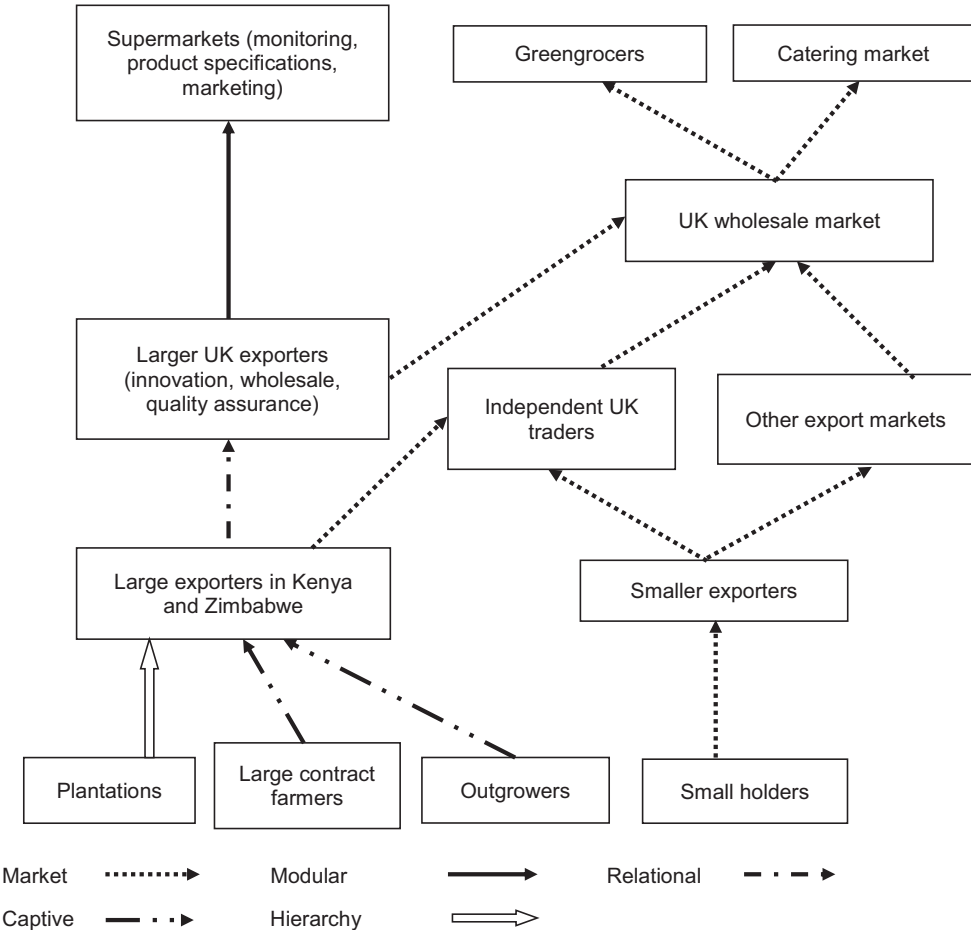 Supermarkets (monitoring,
product specifications,
marketing)
Greengrocers
Catering market
UK wholesale market
Larger UK exporters
(innovation, wholesale,
quality assurance)
Independent UK
traders
Other export markets
Large exporters in Kenya
and Zimbabwe
Smaller exporters
Plantations
Large contract
farmers
Outgrowers
Small holders
Market
Modular
Relational
Captive
Hierarchy